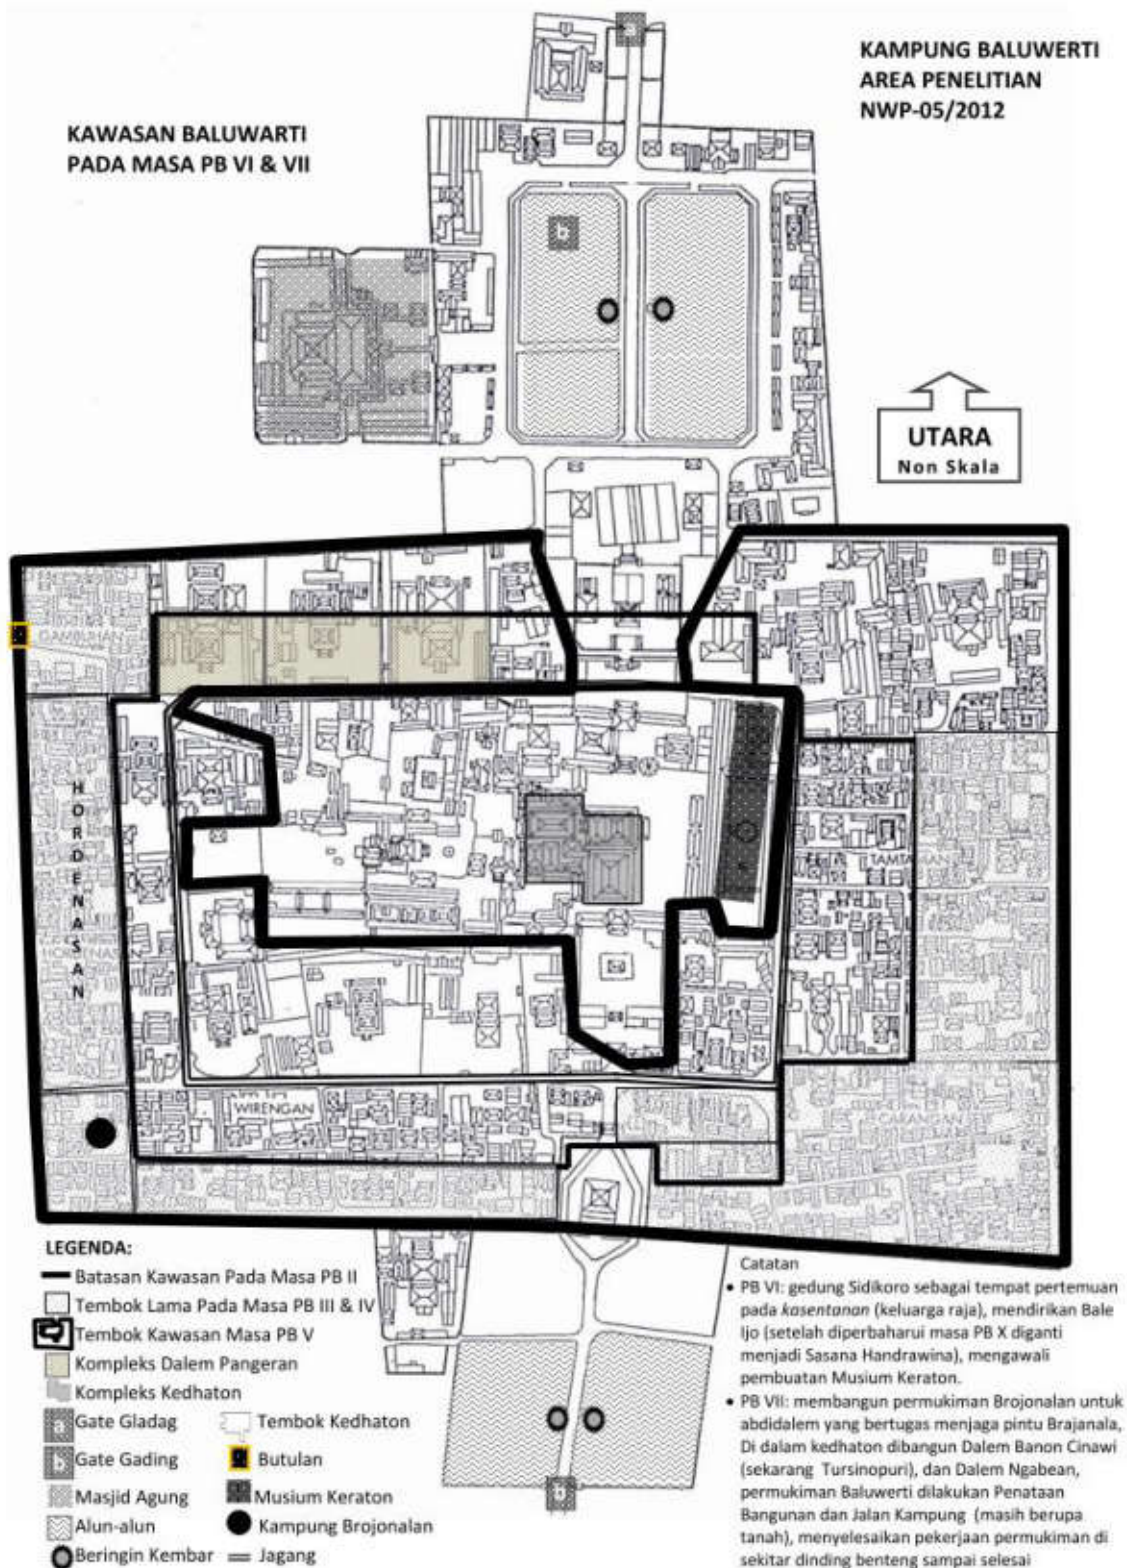 KAMPUNG BALUWERTI
AREA PENELITIAN
NWP-05/2012
KAWASAN BALUWARTI
PADA MASA PB VI & VII
b
UTARA
Non Skala
GAMBUHAN
HORDENASAN
TAMTAMAN
WIRENGAN
CARANGAN
LEGENDA:
Batasan Kawasan Pada Masa PB II
Tembok Lama Pada Masa PB III & IV
Tembok Kawasan Masa PB V
Kompleks Dalem Pangeran
Kompleks Kedhaton
Gate Gladag
Tembok Kedhaton
Gate Gading
Butulan
Masjid Agung
Musium Keraton
Alun-alun
Kampung Brojonalan
Beringin Kembar
Jagang
Catatan
• PB VI: gedung Sidikoro sebagai tempat pertemuan
pada kasentanan (keluarga raja), mendirikan Bale
Ijo (setelah diperbaharui masa PB X diganti
menjadi Sasana Handrawina), mengawali
pembuatan Musium Keraton.
• PB VII: membangun permukiman Brojonalan untuk
abdidalem yang bertugas menjaga pintu Brajanala,
Di dalam kedhaton dibangun Dalem Banon Cinawi
(sekarang Tursinopuri), dan Dalem Ngabean,
permukiman Baluwerti dilakukan Penataan
Bangunan dan Jalan Kampung (masih berupa
tanah), menyelesaikan pekerjaan permukiman di
sekitar dinding benteng sampai selesai